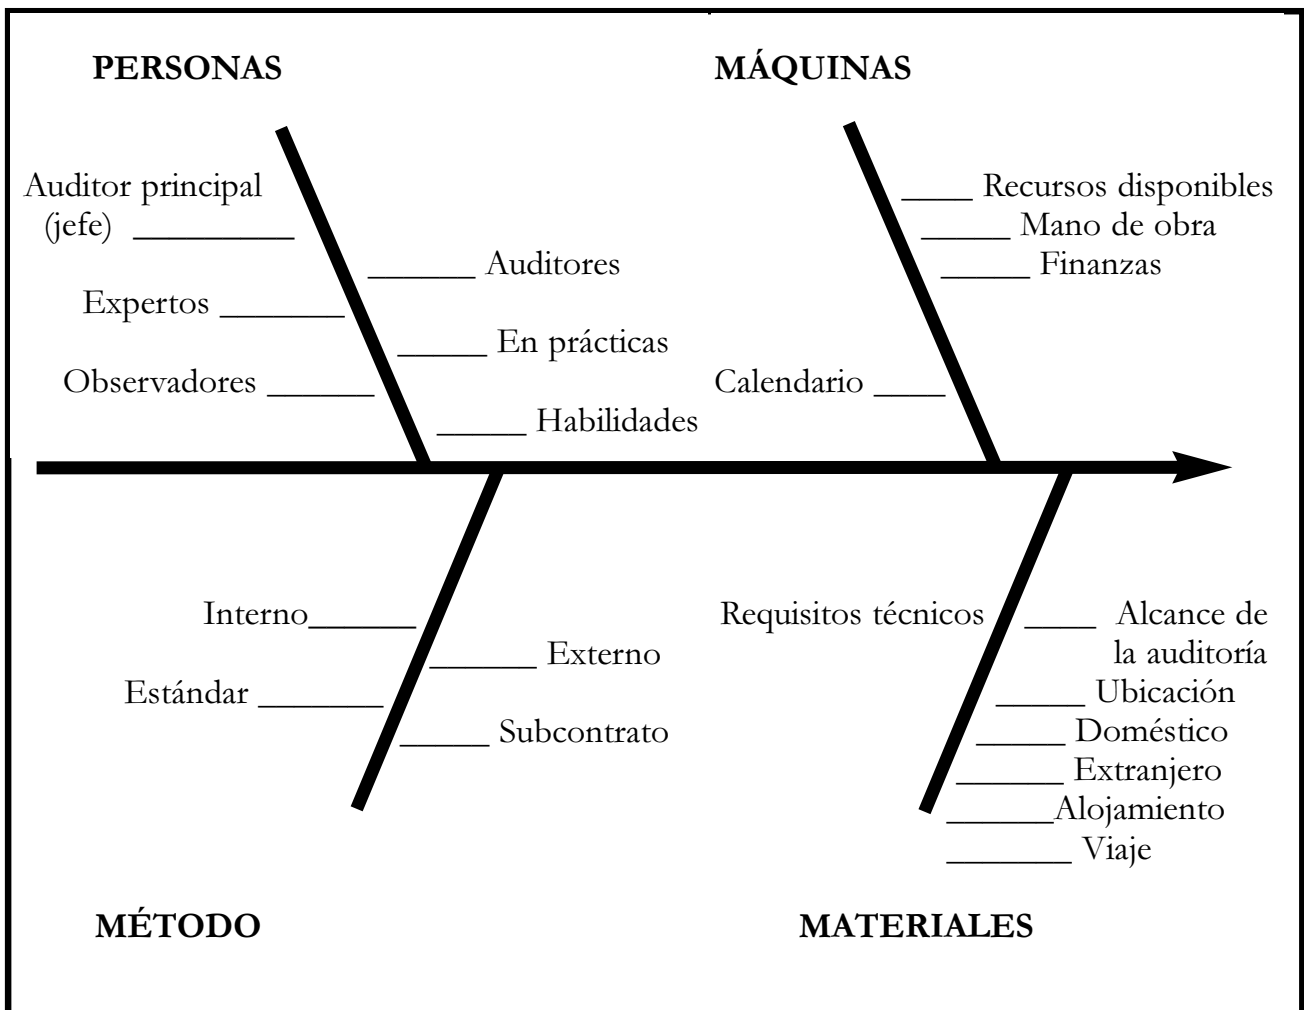 PERSONAS
MÁQUINAS
Auditor principal
(jefe) _________
______ Auditores
Expertos _______
_____ En prácticas
Observadores ______
_____ Habilidades
____ Recursos disponibles
_____ Mano de obra
_____ Finanzas
Calendario ____
Interno______
______ Externo
Estándar _______
_____ Subcontrato
Requisitos técnicos
____ Alcance de
la auditoría
_____ Ubicación
_____ Doméstico
______ Extranjero
______Alojamiento
_______ Viaje
MÉTODO
MATERIALES